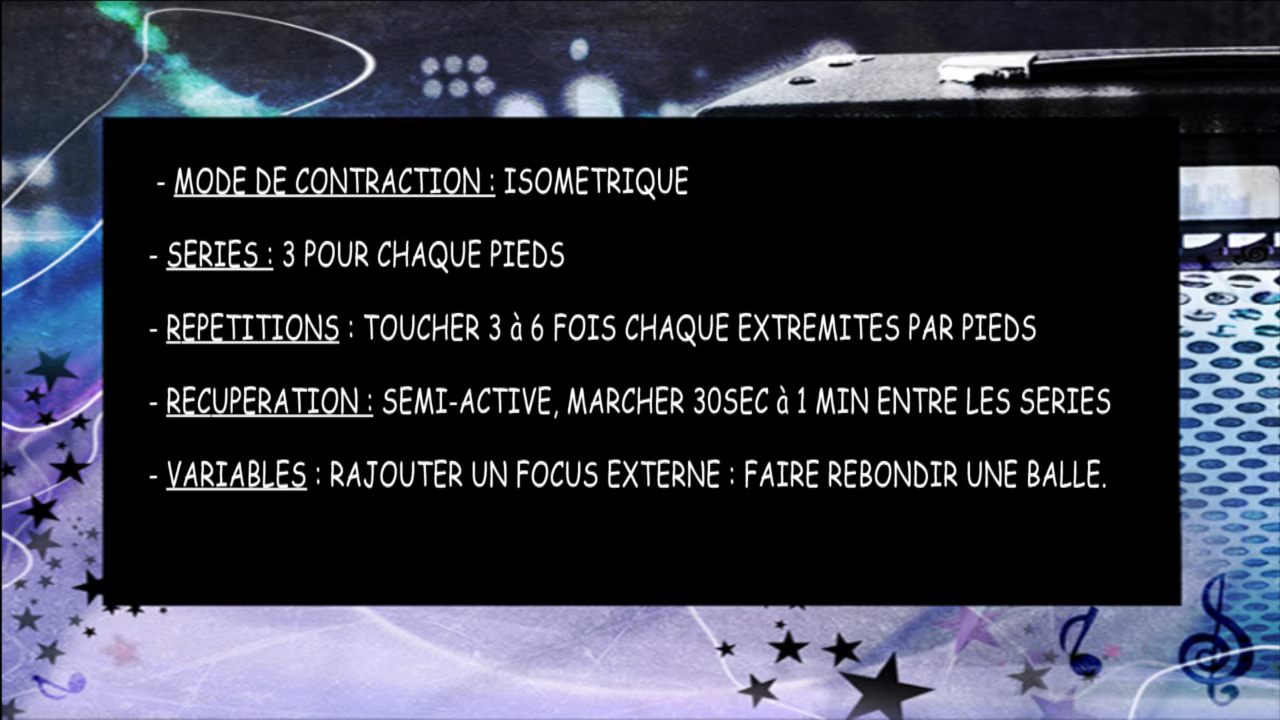 - MODE DE CONTRACTION : ISOMETRIQUE
- SERIES : 3 POUR CHAQUE PIEDS
- REPETITIONS : TOUCHER 3 à 6 FOIS CHAQUE EXTREMITES PAR PIEDS
- RECUPERATION : SEMI-ACTIVE, MARCHER 30SEC à 1 MIN ENTRE LES SERIES
- VARIABLES : RAJOUTER UN FOCUS EXTERNE : FAIRE REBONDIR UNE BALLE.